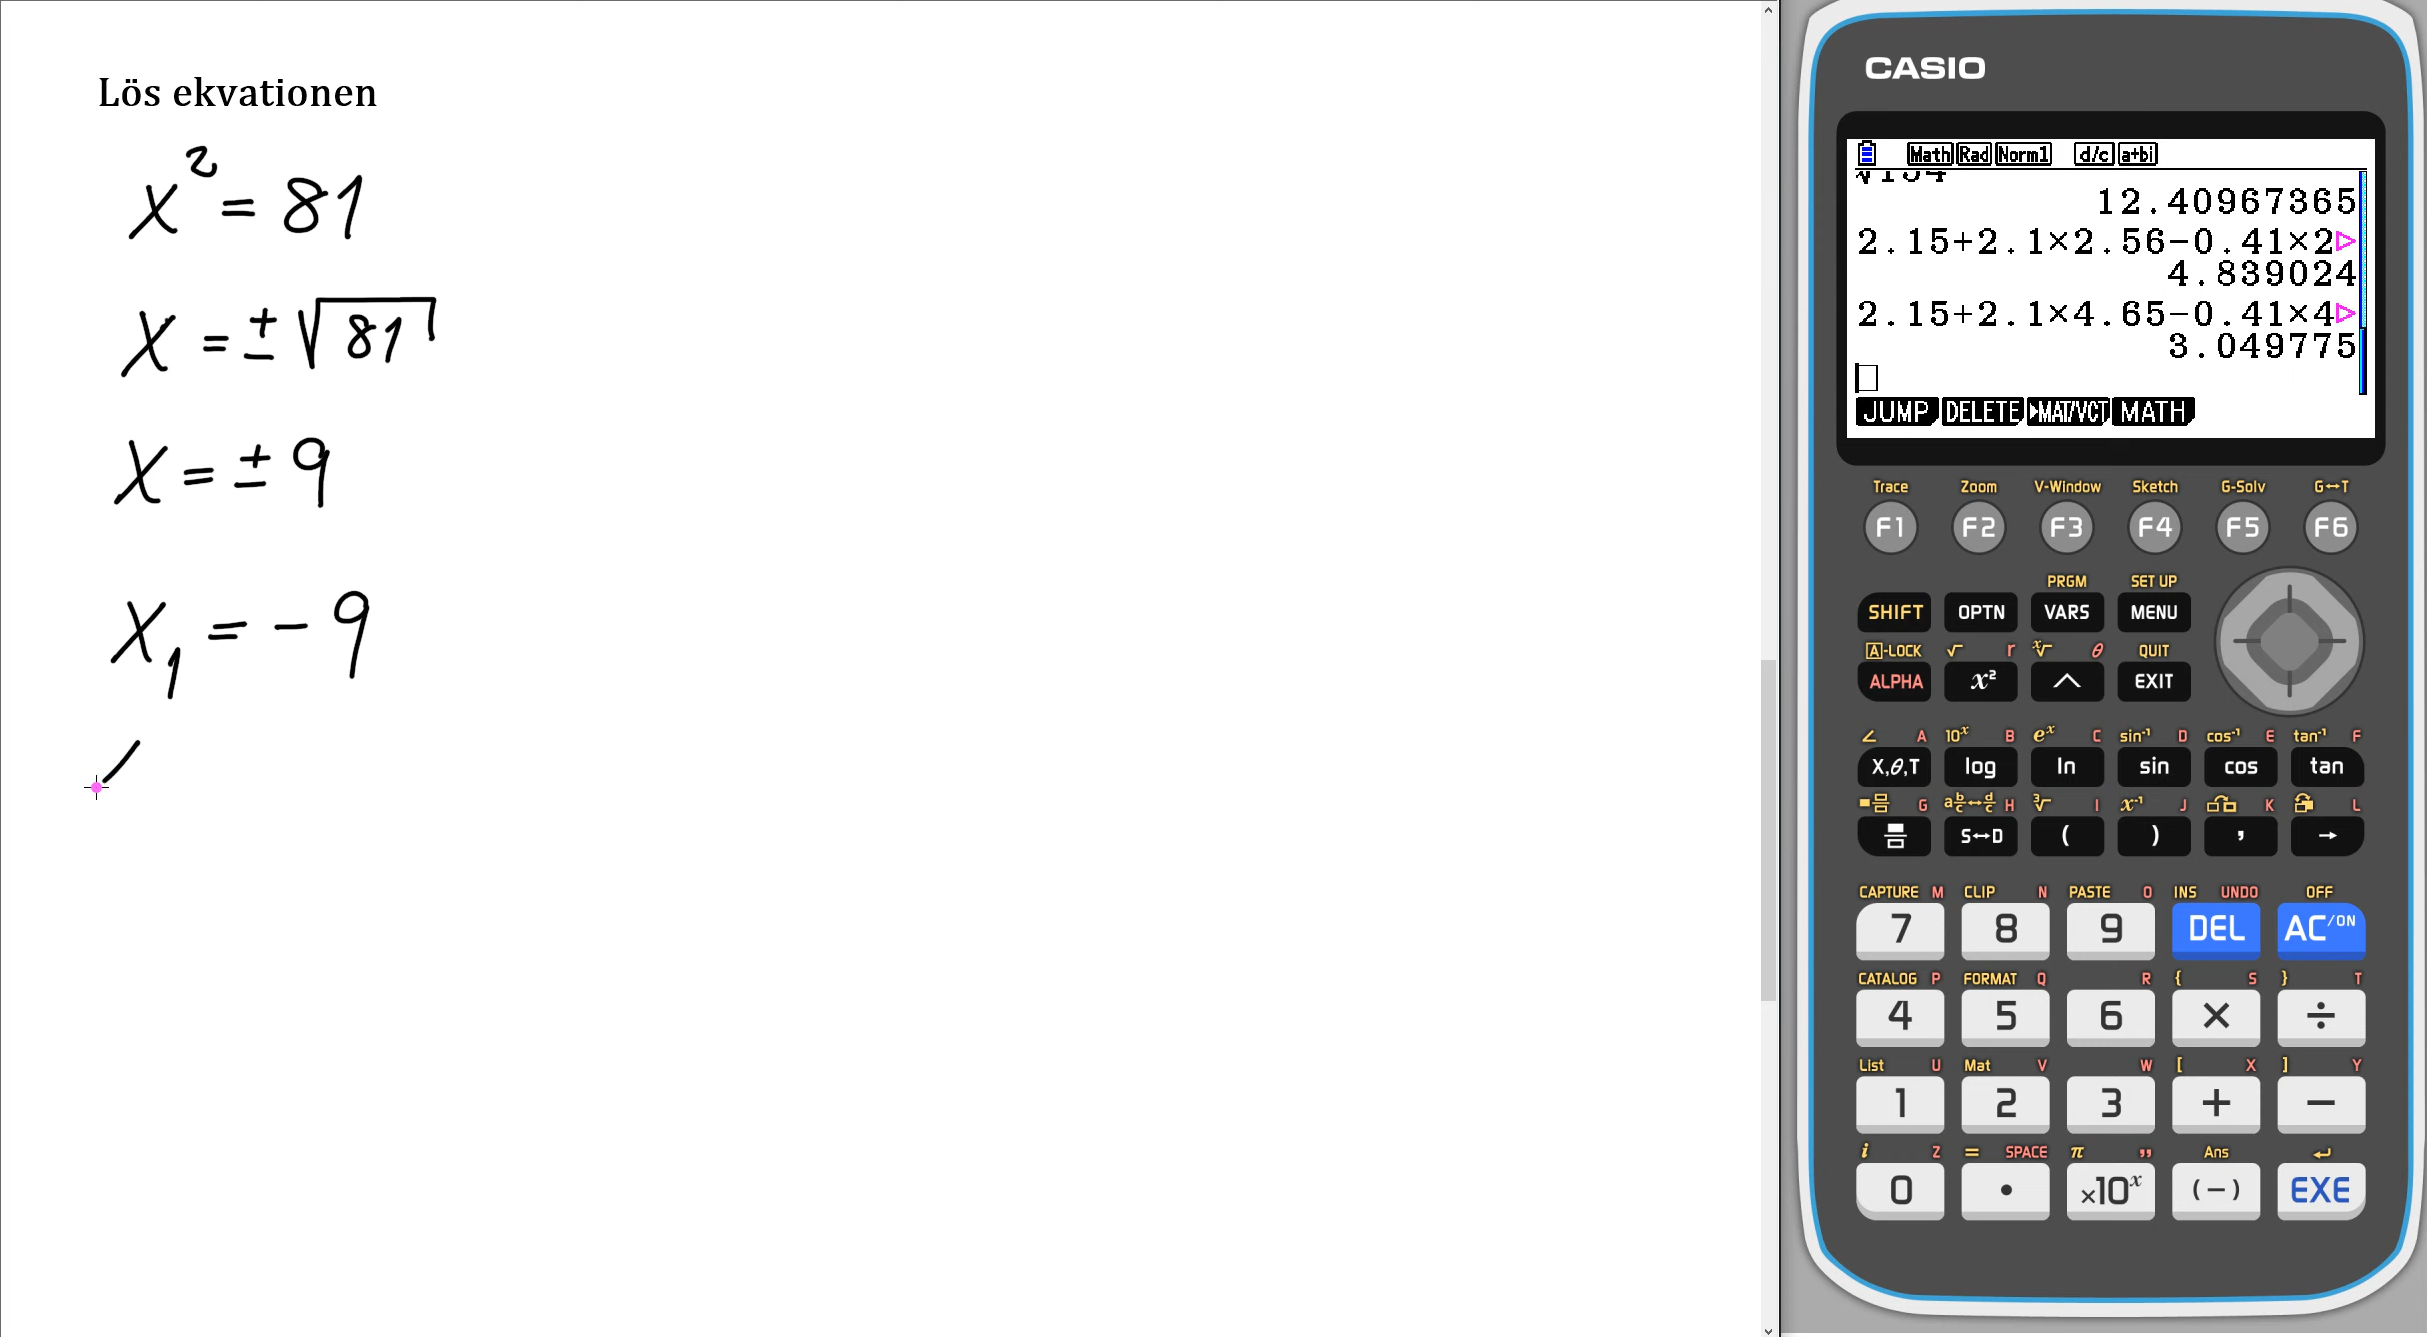 Lös ekvationen
x² = 81
x = ± √81
x = ± 9
x₁ = - 9
CASIO
Math Rad Norm1 d/c a+bi
12.40967365
2.15+2.1×2.56-0.41×2
4.839024
2.15+2.1×4.65-0.41×4
3.049775
JUMP DELETE ▶MAT/VCT MATH
Trace Zoom V-Window Sketch G-Solv G↔T
F1 F2 F3 F4 F5 F6
PRGM SET UP
SHIFT OPTN VARS MENU
A-LOCK √ r ˣ√ θ QUIT
ALPHA x² ^ EXIT
∠ A 10ˣ B eˣ C sin⁻¹ D cos⁻¹ E tan⁻¹ F
X,θ,T log ln sin cos tan
G a b/c↔d/c H ³√ I x⁻¹ J K L
S↔D ( ) , →
CAPTURE M CLIP N PASTE O INS UNDO OFF
7 8 9 DEL AC/ON
CATALOG P FORMAT Q R { S } T
4 5 6 × ÷
List U Mat V W [ X ] Y
1 2 3 + −
i Z = SPACE π " Ans ↵
0 . ×10ˣ (−) EXE